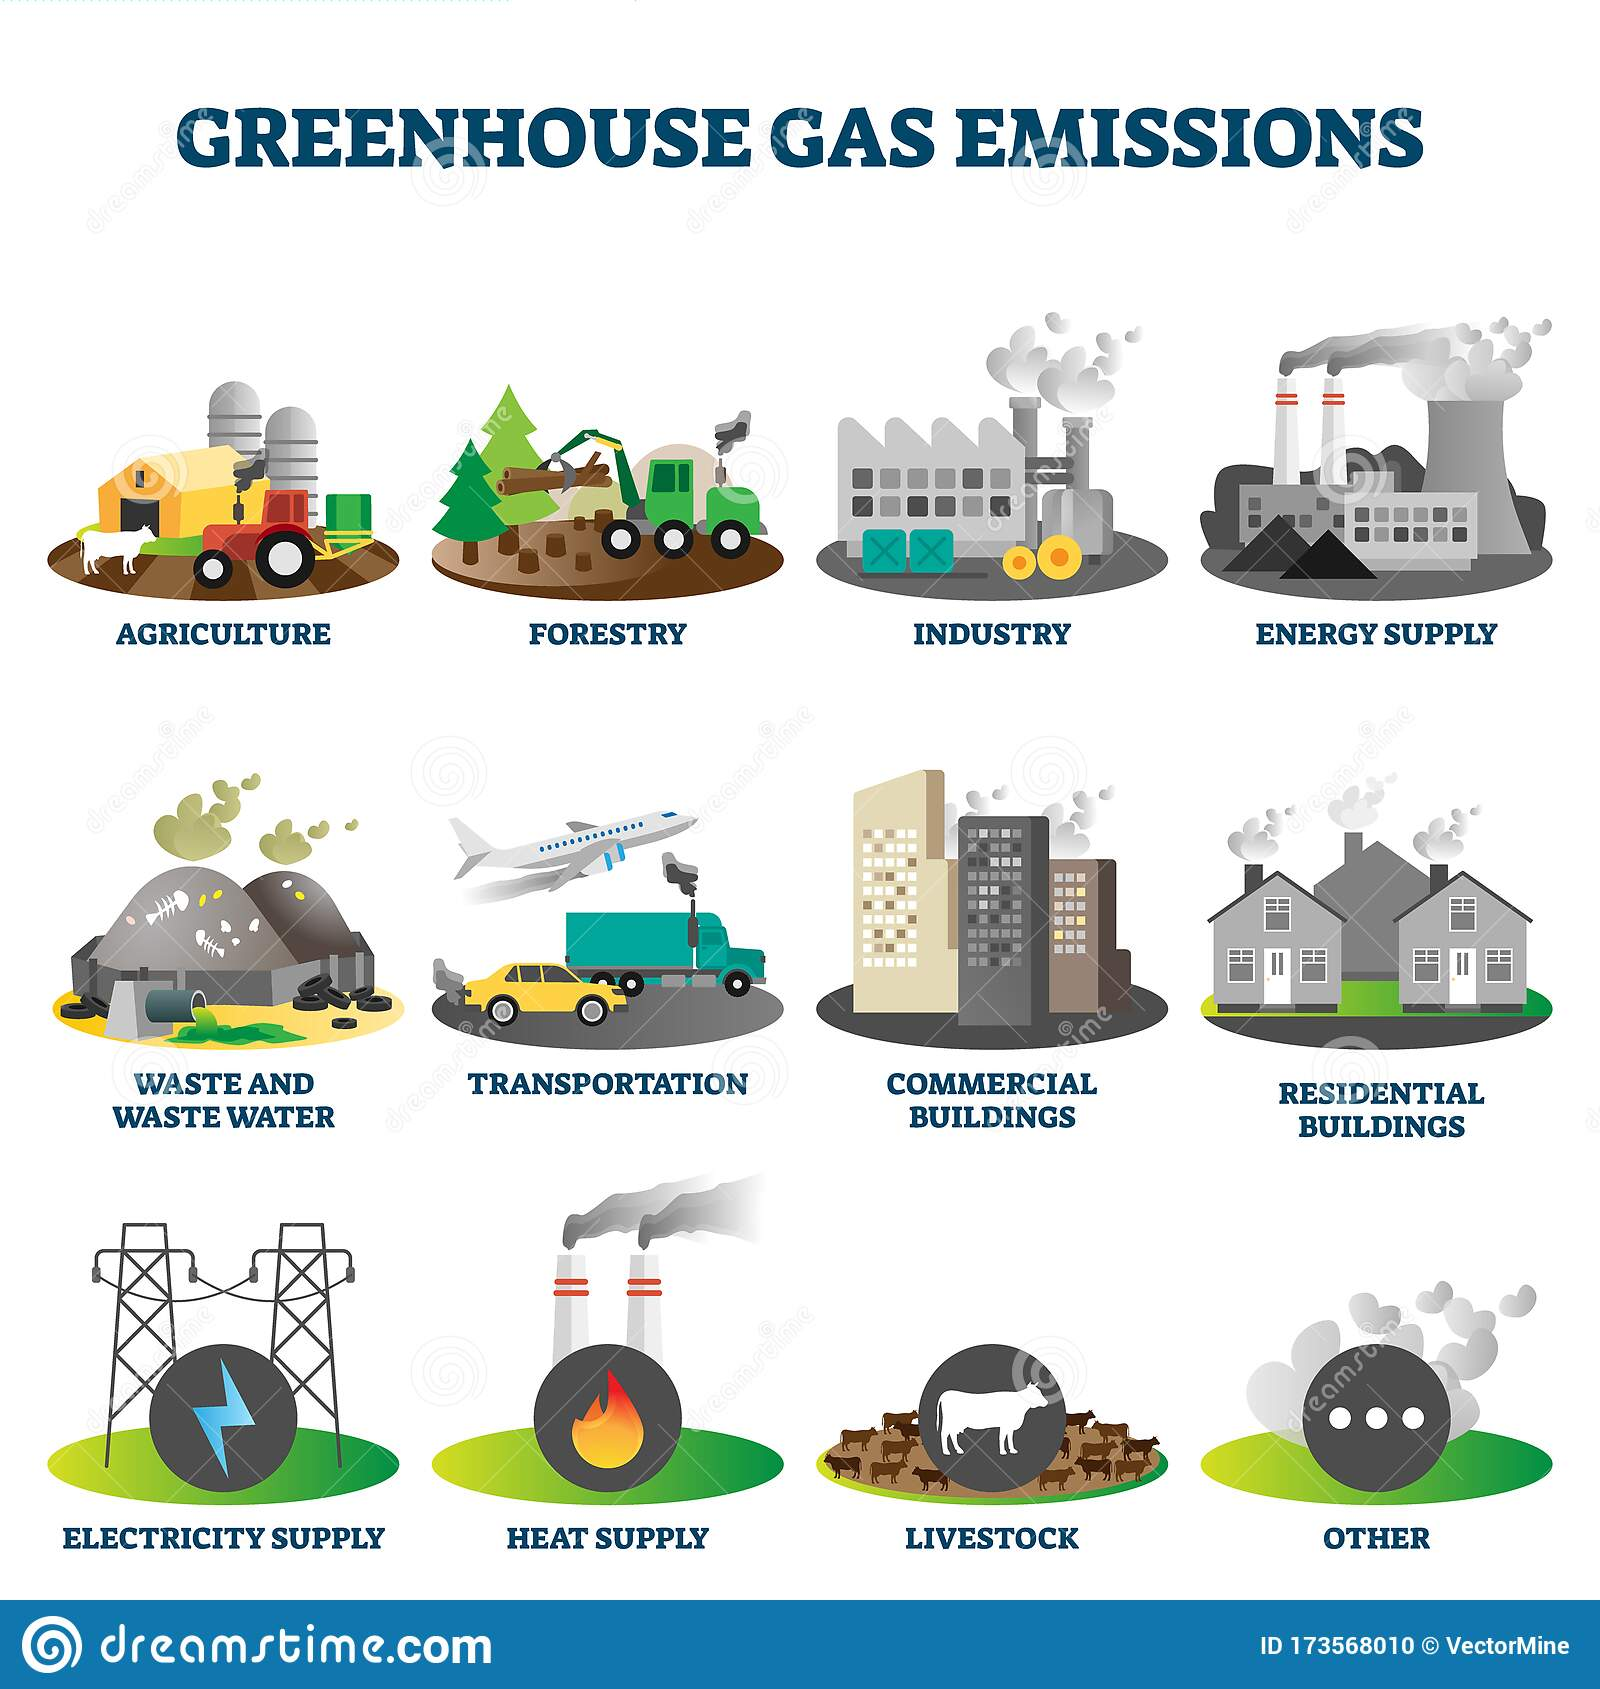 GREENHOUSE GAS EMISSIONS
AGRICULTURE
FORESTRY
INDUSTRY
ENERGY SUPPLY
WASTE AND
WASTE WATER
TRANSPORTATION
COMMERCIAL
BUILDINGS
RESIDENTIAL
BUILDINGS
ELECTRICITY SUPPLY
HEAT SUPPLY
LIVESTOCK
OTHER
dreamstime.com
ID 173568010 © VectorMine